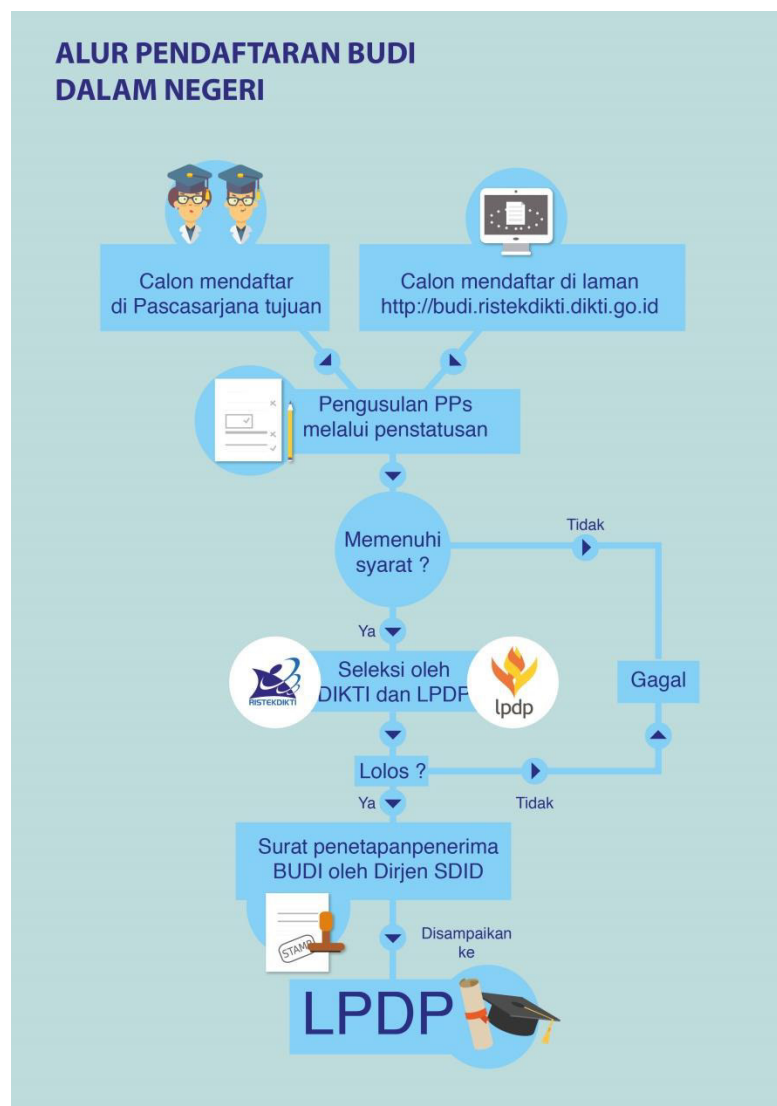 ALUR PENDAFTARAN BUDI
DALAM NEGERI
Calon mendaftar
di Pascasarjana tujuan
Calon mendaftar di laman
http://budi.ristekdikti.dikti.go.id
Pengusulan PPs
melalui penstatusan
Memenuhi
syarat ?
Tidak
Ya
Seleksi oleh
DIKTI dan LPDP
RISTEKDIKTI
lpdp
Gagal
Lolos ?
Ya
Tidak
Surat penetapanpenerima
BUDI oleh Dirjen SDID
STAMP
Disampaikan
ke
LPDP